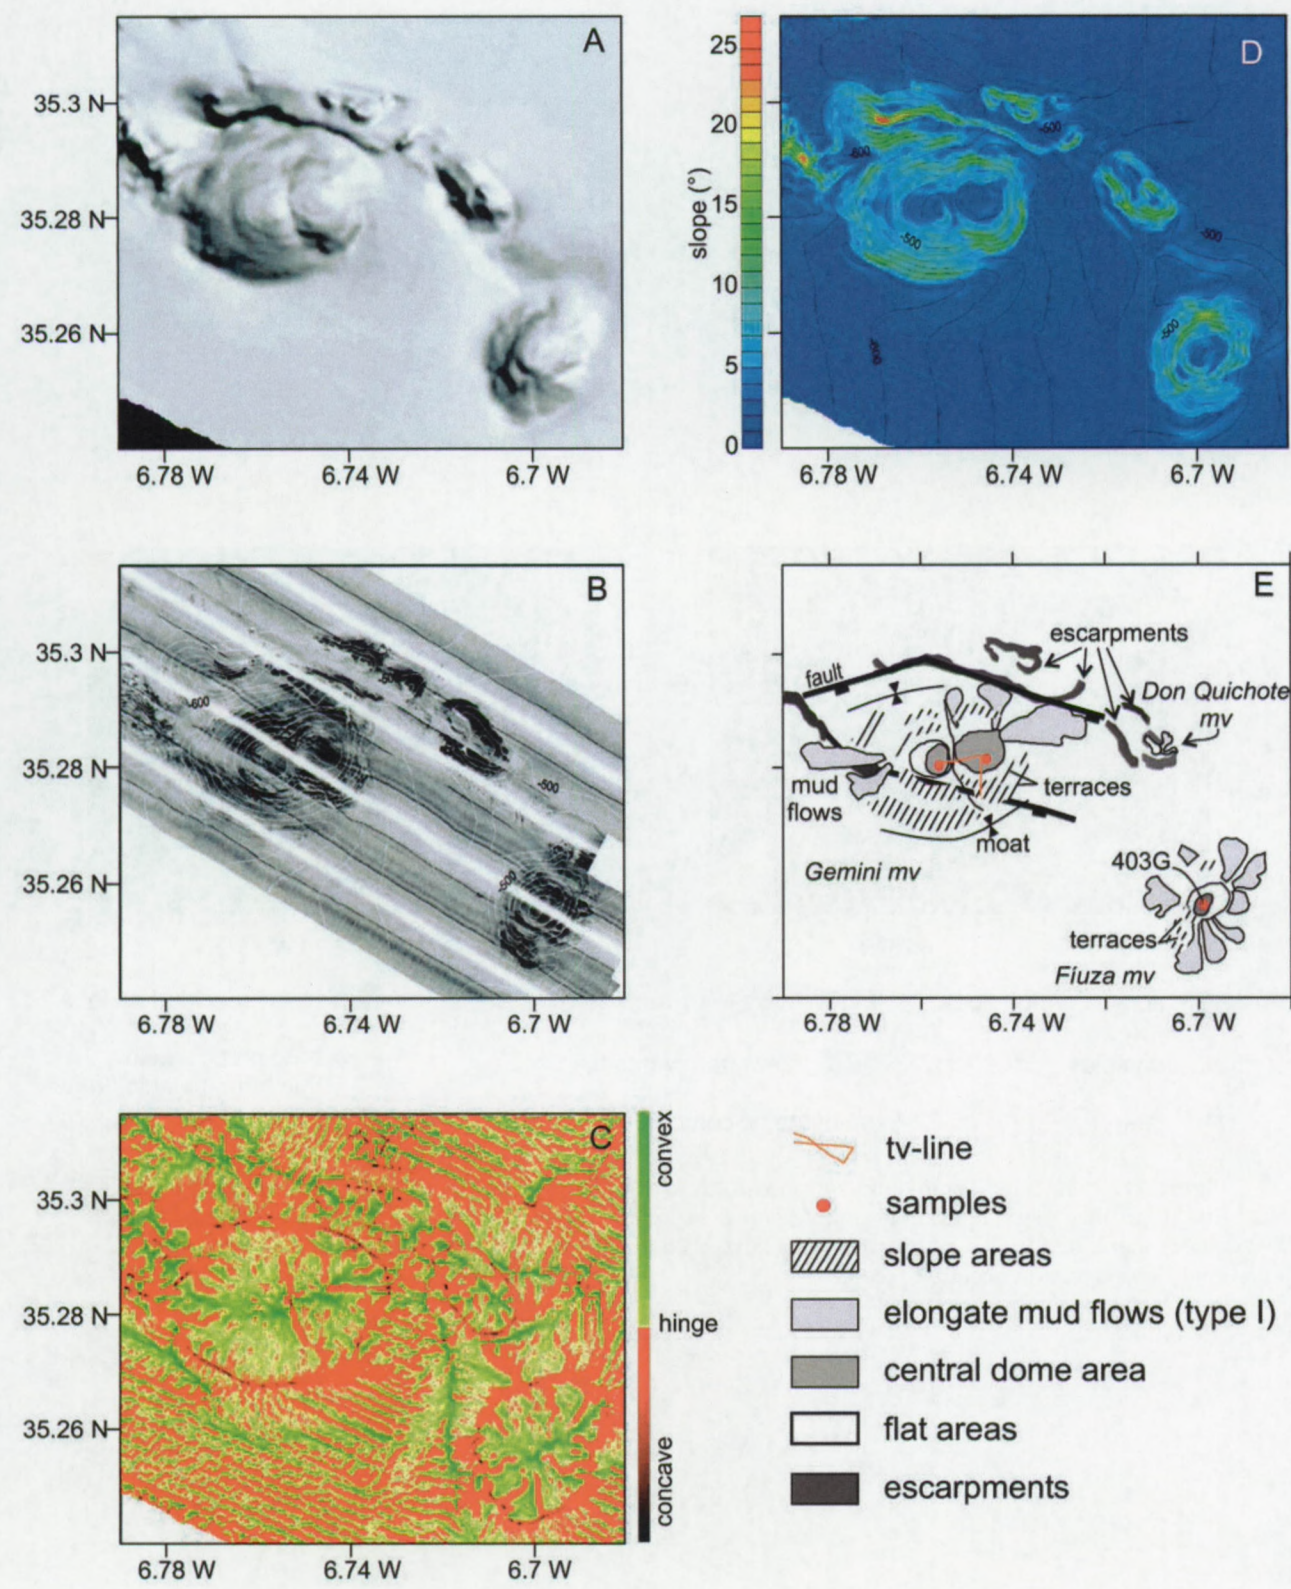 A
35.3 N
35.28 N
35.26 N
6.78 W
6.74 W
6.7 W
D
25
20
15
10
5
0
slope (°)
-500
-600
-500
-500
-500
6.78 W
6.74 W
6.7 W
B
35.3 N
35.28 N
35.26 N
-600
-500
-500
6.78 W
6.74 W
6.7 W
E
escarpments
fault
Don Quichote
mv
mud
flows
terraces
moat
Gemini mv
403G
terraces
Fíuza mv
6.78 W
6.74 W
6.7 W
C
35.3 N
35.28 N
35.26 N
convex
hinge
concave
6.78 W
6.74 W
6.7 W
tv-line
samples
slope areas
elongate mud flows (type I)
central dome area
flat areas
escarpments